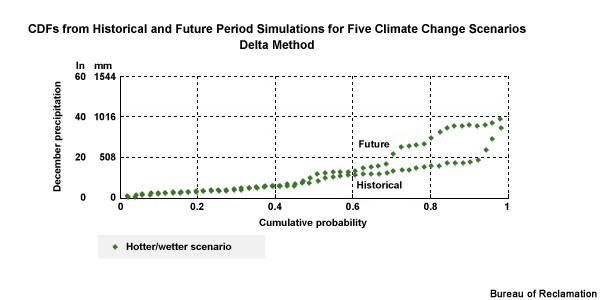 CDFs from Historical and Future Period Simulations for Five Climate Change Scenarios
Delta Method
In mm
60 1544
40 1016
20 508
0 0
December precipitation
Future
Historical
0 0.2 0.4 0.6 0.8 1
Cumulative probability
Hotter/wetter scenario
Bureau of Reclamation